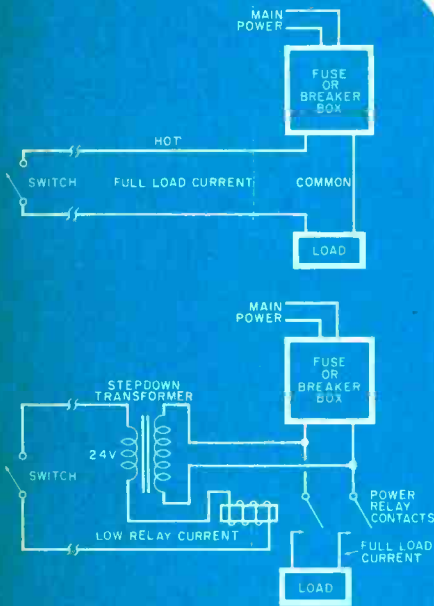 MAIN
POWER
FUSE
OR
BREAKER
BOX
HOT
SWITCH
FULL LOAD CURRENT
COMMON
LOAD
MAIN
POWER
FUSE
OR
BREAKER
BOX
STEPDOWN
TRANSFORMER
24V
SWITCH
POWER
RELAY
CONTACTS
LOW RELAY CURRENT
FULL LOAD
CURRENT
LOAD